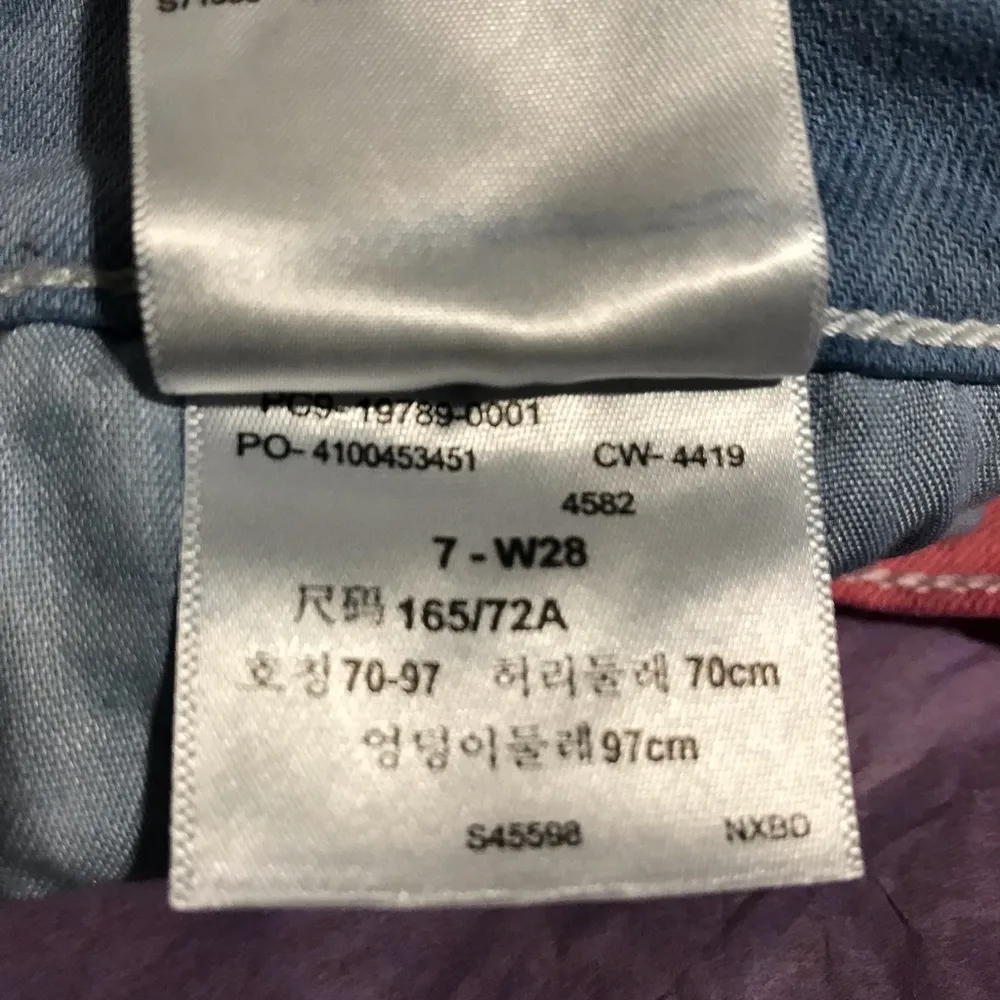 PC9-19789-0001
PO-4100453451 CW-4419
4582
7 - W28
尺码 165/72A
호칭 70-97 허리둘레 70cm
엉덩이둘레 97cm
S45598 NXBD